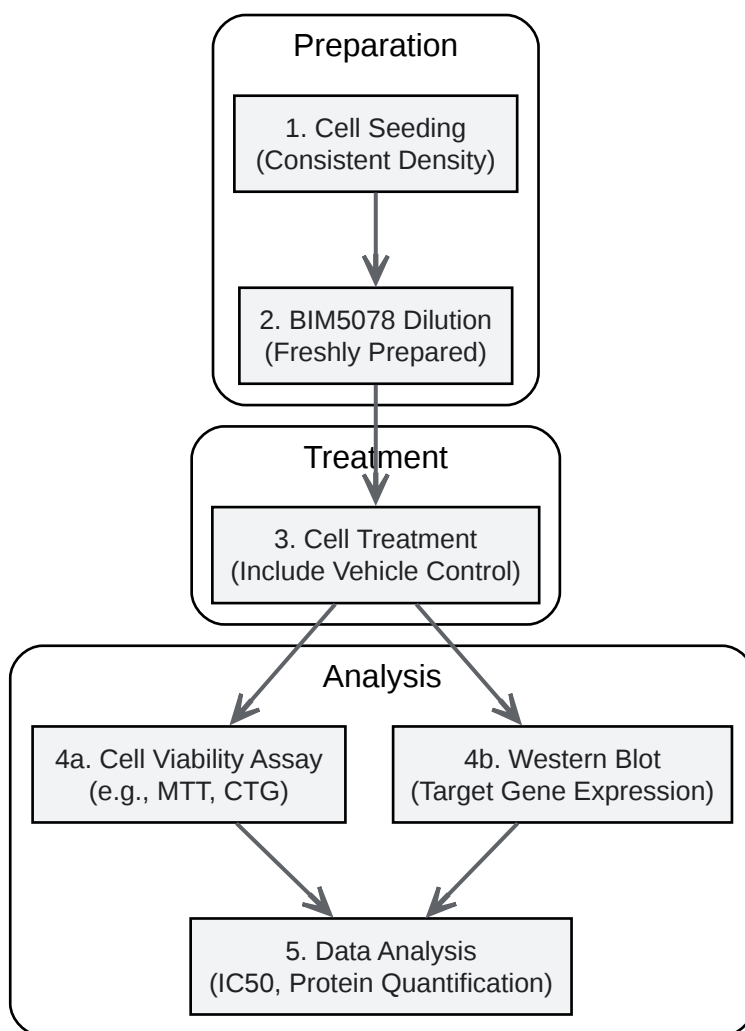 Preparation
1. Cell Seeding
(Consistent Density)
2. BIM5078 Dilution
(Freshly Prepared)
Treatment
3. Cell Treatment
(Include Vehicle Control)
Analysis
4a. Cell Viability Assay
(e.g., MTT, CTG)
4b. Western Blot
(Target Gene Expression)
5. Data Analysis
(IC50, Protein Quantification)